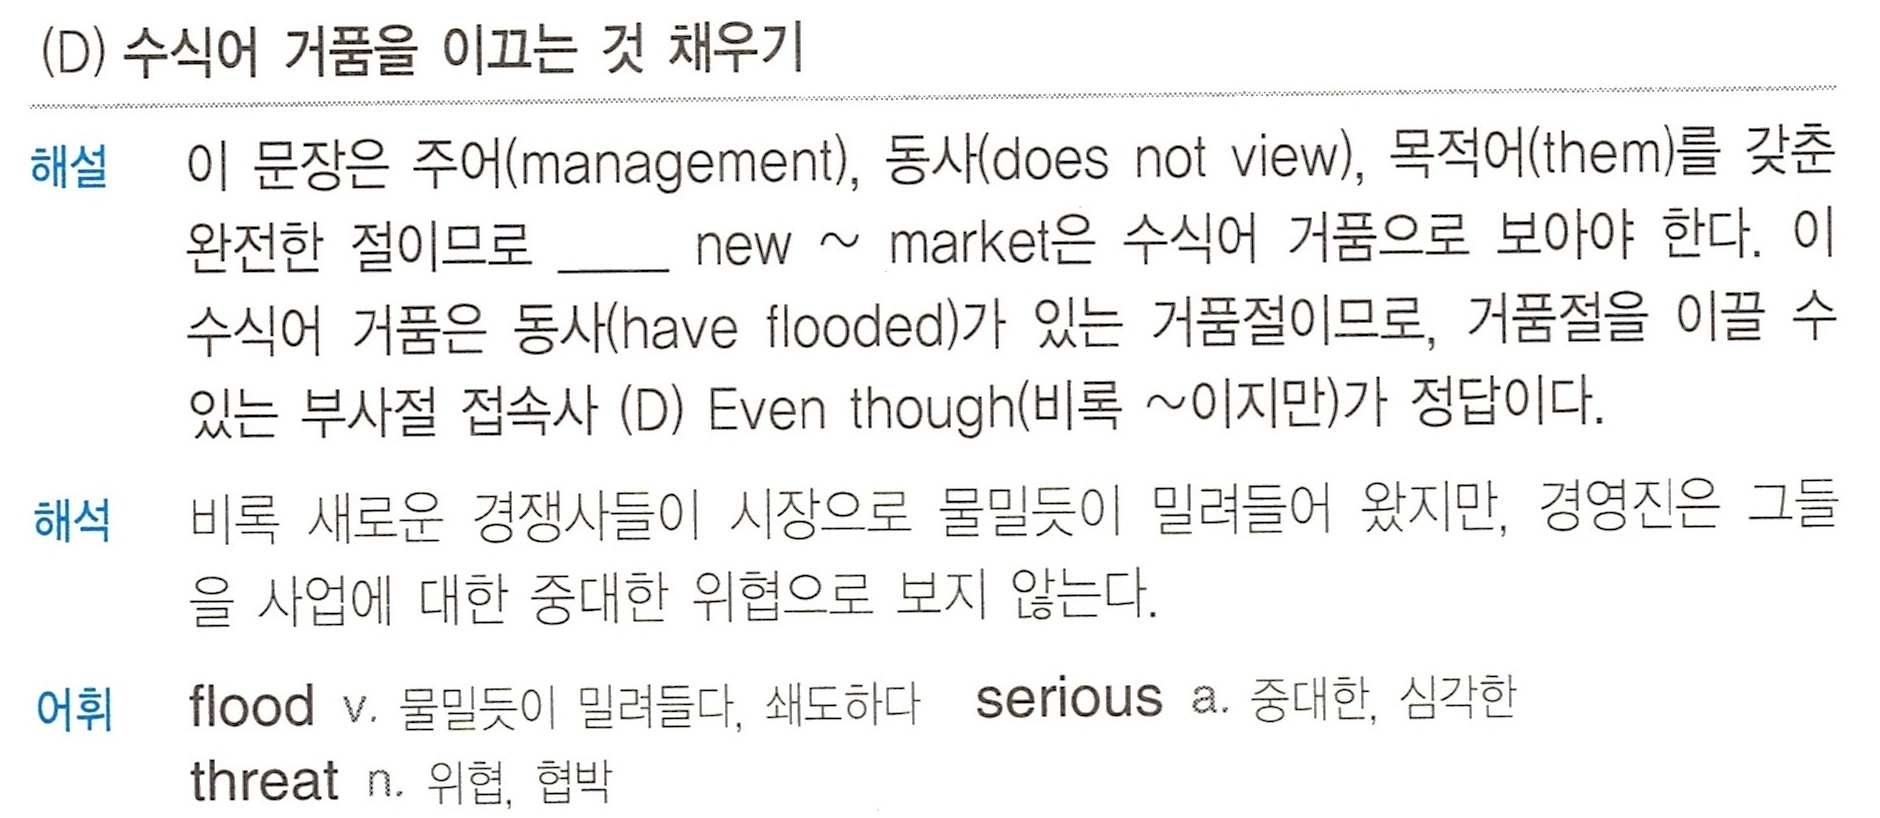 (D) 수식어 거품을 이끄는 것 채우기
해설 이 문장은 주어(management), 동사(does not view), 목적어(them)를 갖춘
완전한 절이므로 ____ new ~ market은 수식어 거품으로 보아야 한다. 이
수식어 거품은 동사(have flooded)가 있는 거품절이므로, 거품절을 이끌 수
있는 부사절 접속사 (D) Even though(비록 ~이지만)가 정답이다.
해석 비록 새로운 경쟁사들이 시장으로 물밀듯이 밀려들어 왔지만, 경영진은 그들
을 사업에 대한 중대한 위협으로 보지 않는다.
어휘 flood v. 물밀듯이 밀려들다, 쇄도하다 serious a. 중대한, 심각한
threat n. 위협, 협박